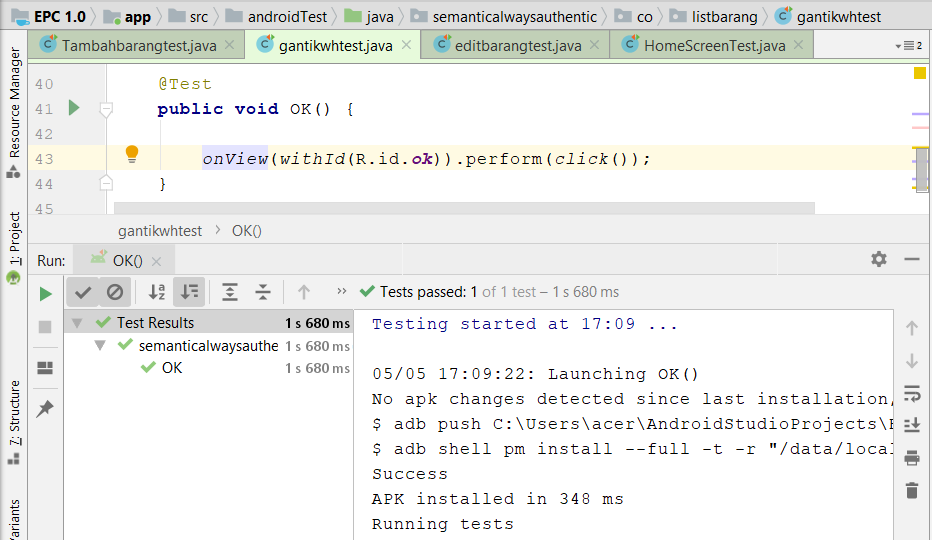 EPC 1.0 app src androidTest java semanticalwaysauthentic co listbarang gantikwhtest
Tambahbarangtest.java gantikwhtest.java editbarangtest.java HomeScreenTest.java 2
Resource Manager
1: Project
7: Structure
ariants
40 @Test
41 public void OK() {
42
43 onView(withId(R.id.ok)).perform(click());
44 }
45
gantikwhtest > OK()
Run: OK()
Tests passed: 1 of 1 test – 1 s 680 ms
Test Results 1 s 680 ms
semanticalwaysauthe 1 s 680 ms
OK 1 s 680 ms
Testing started at 17:09 ...
05/05 17:09:22: Launching OK()
No apk changes detected since last installation,
$ adb push C:\Users\acer\AndroidStudioProjects\
$ adb shell pm install --full -t -r "/data/local
Success
APK installed in 348 ms
Running tests